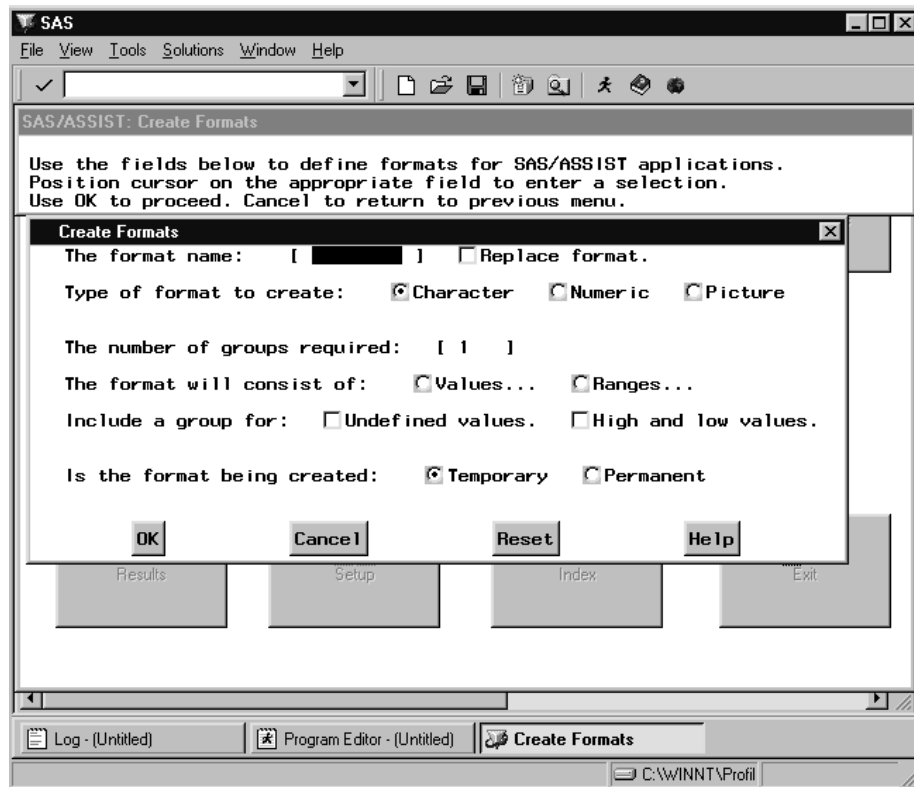 SAS
File View Tools Solutions Window Help
SAS/ASSIST: Create Formats
Use the fields below to define formats for SAS/ASSIST applications.
Position cursor on the appropriate field to enter a selection.
Use OK to proceed. Cancel to return to previous menu.
Create Formats
The format name: [ ] Replace format.
Type of format to create: Character Numeric Picture
The number of groups required: [ 1 ]
The format will consist of: Values... Ranges...
Include a group for: Undefined values. High and low values.
Is the format being created: Temporary Permanent
OK Cancel Reset Help
Results Setup Index Exit
Log - (Untitled) Program Editor - (Untitled) Create Formats
C:\WINNT\Profil